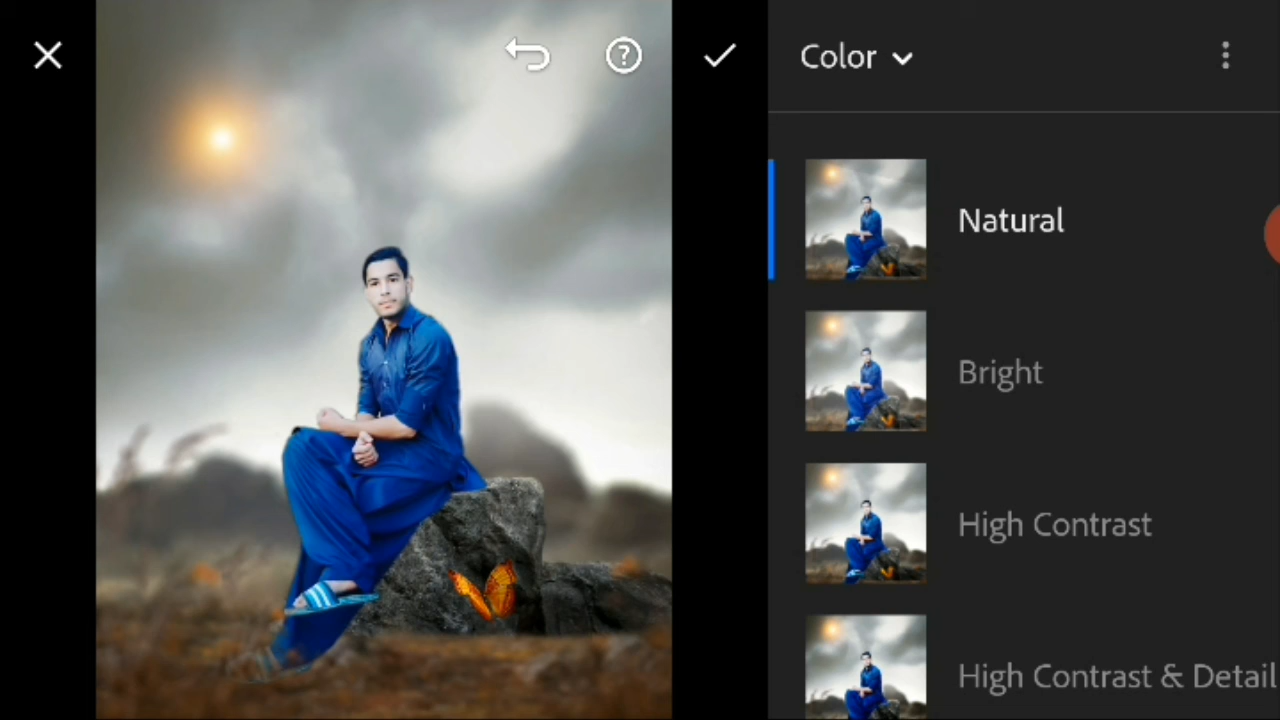 Color
Natural
Bright
High Contrast
High Contrast & Detail